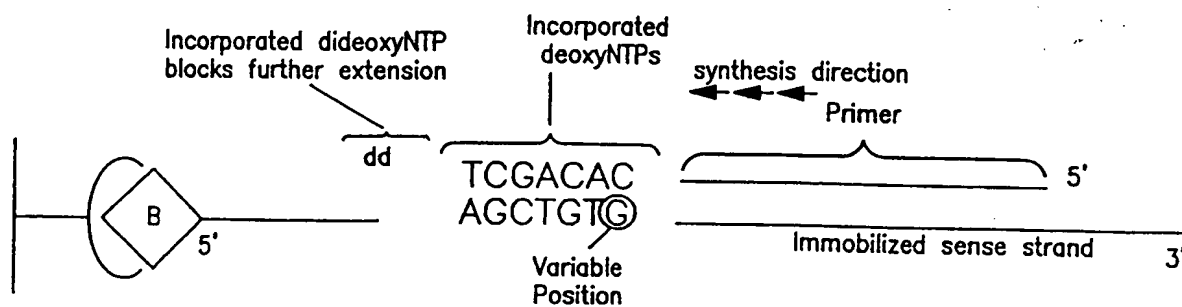 Incorporated dideoxyNTP
blocks further extension
Incorporated
deoxyNTPs
synthesis direction
Primer
dd
TCGACAC
5'
AGCTGTG
B
5'
Immobilized sense strand
3'
Variable
Position